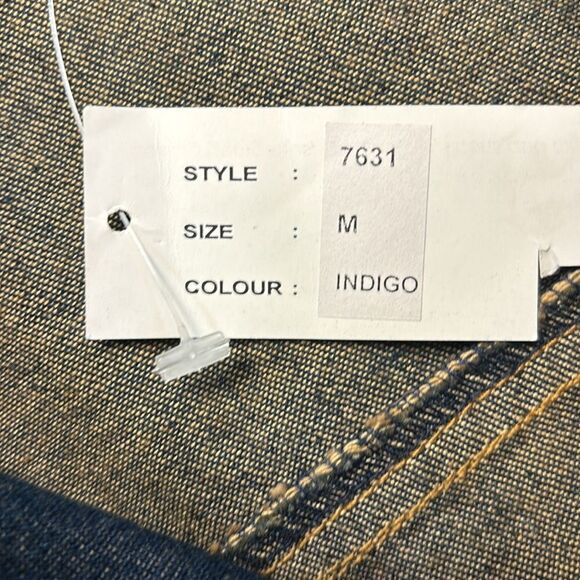 STYLE : 7631
SIZE : M
COLOUR : INDIGO